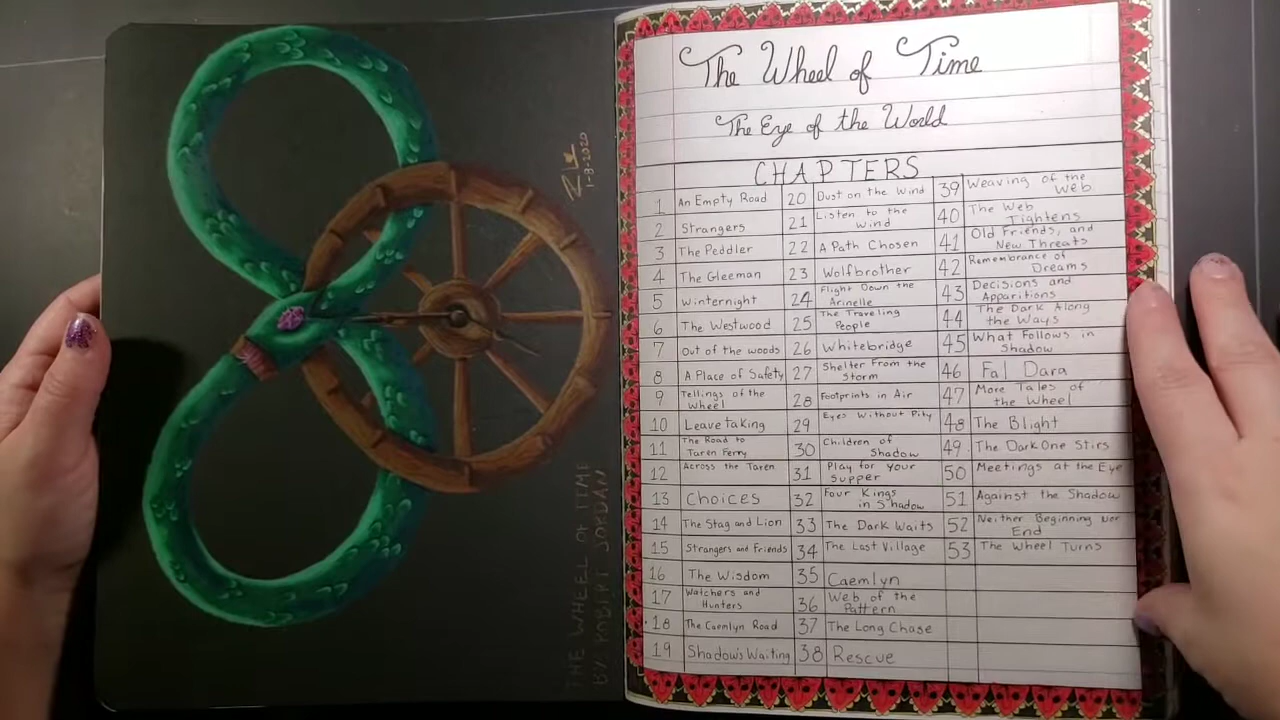 ZLe
1-8-2020
THE WHEEL OF TIME
BY ROBERT JORDAN
The Wheel of Time
The Eye of the World
CHAPTERS
1 An Empty Road
2 Strangers
3 The Peddler
4 The Gleeman
5 Winternight
6 The Westwood
7 Out of the woods
8 A Place of Safety
9 Tellings of the
Wheel
10 Leavetaking
11 The Road to
Taren Ferry
12 Across the Taren
13 Choices
14 The Stag and Lion
15 Strangers and Friends
16 The Wisdom
17 Watchers and
Hunters
18 The Caemlyn Road
19 Shadow's Waiting
20 Dust on the Wind
21 Listen to the
Wind
22 A Path Chosen
23 Wolfbrother
24 Flight Down the
Arinelle
25 The Traveling
People
26 Whitebridge
27 Shelter From the
Storm
28 Footprints in Air
29 Eyes Without Pity
30 Children of
Shadow
31 Play for Your
Supper
32 Four Kings
in Shadow
33 The Dark Waits
34 The Last Village
35 Caemlyn
36 Web of the
Pattern
37 The Long Chase
38 Rescue
39 Weaving of the
Web
40 The Web
Tightens
41 Old Friends, and
New Threats
42 Remembrance of
Dreams
43 Decisions and
Apparitions
44 The Dark Along
the Ways
45 What Follows in
Shadow
46 Fal Dara
47 More Tales of
the Wheel
48 The Blight
49 The Dark One Stirs
50 Meetings at the Eye
51 Against the Shadow
52 Neither Beginning Nor
End
53 The Wheel Turns